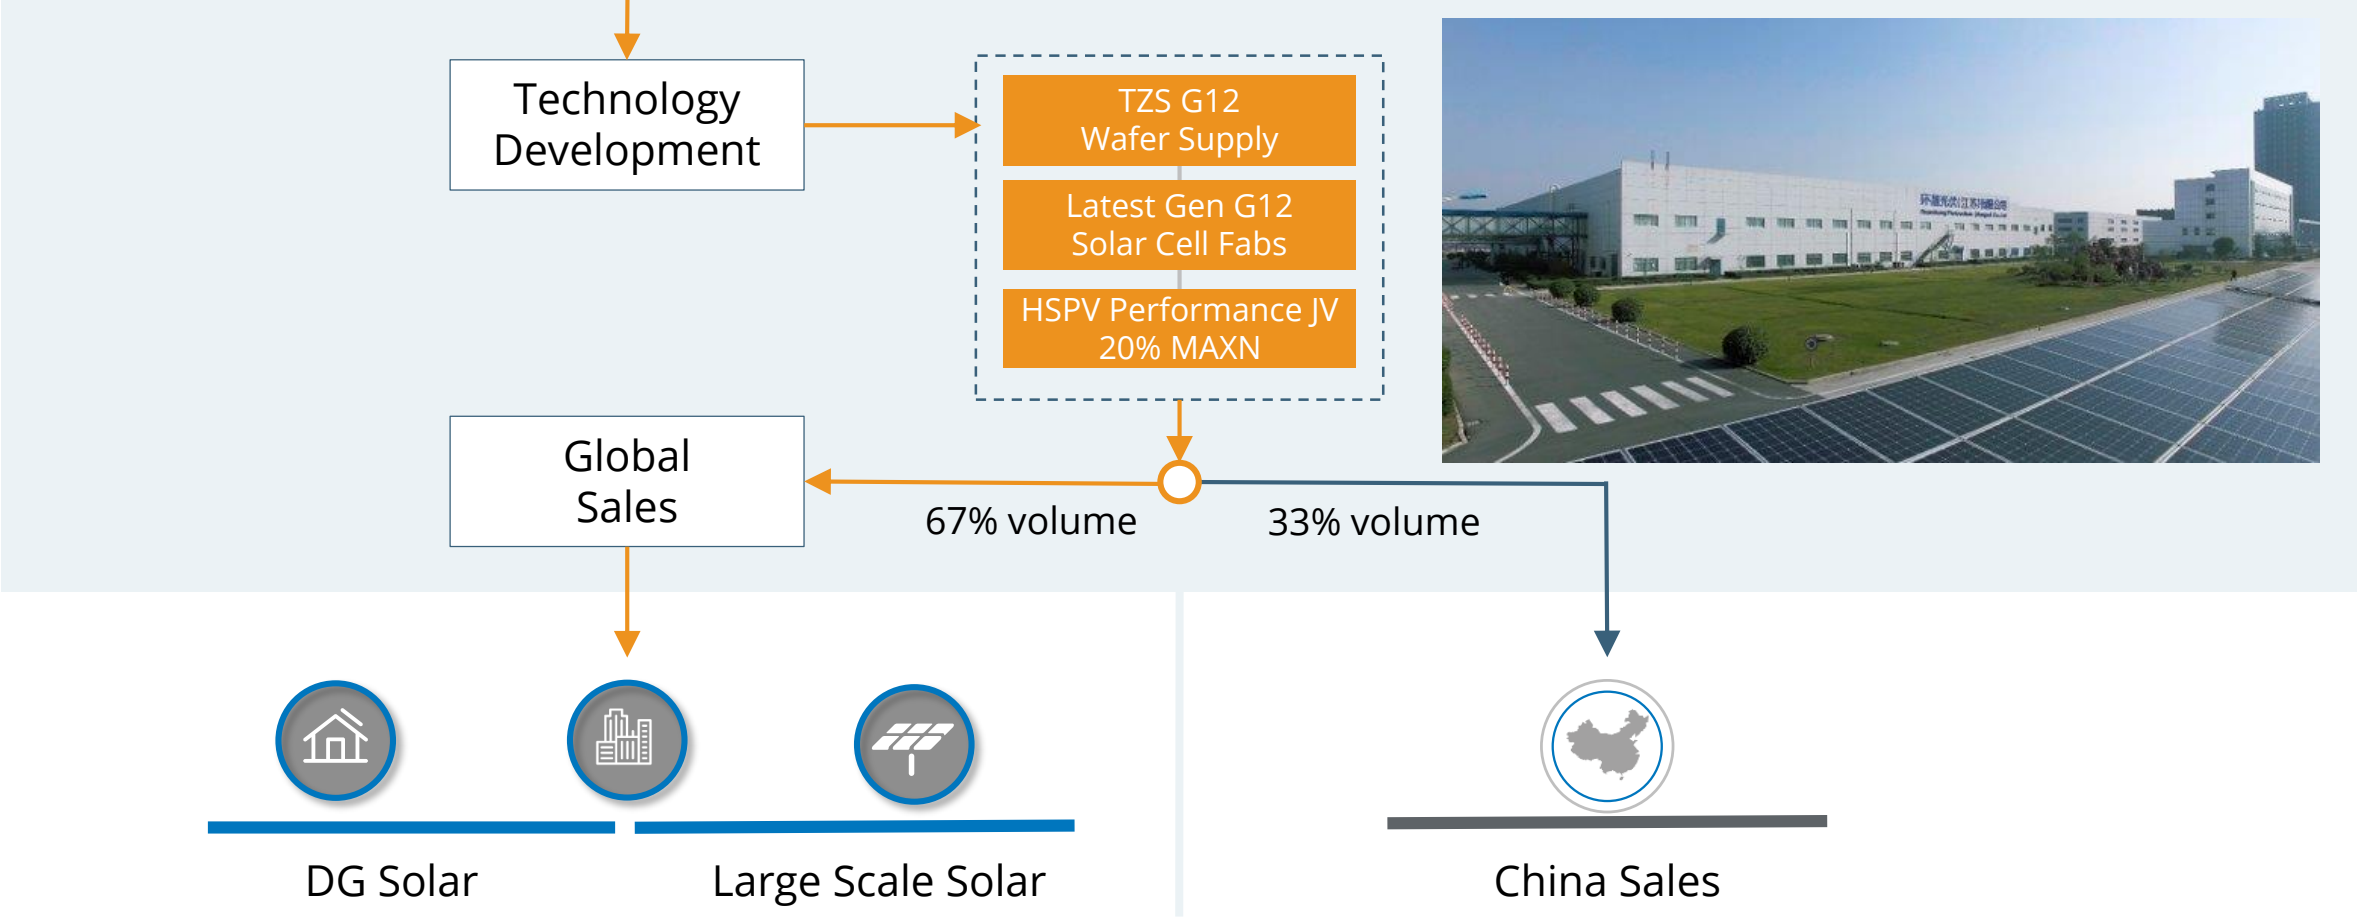 Technology
Development
TZS G12
Wafer Supply
Latest Gen G12
Solar Cell Fabs
HSPV Performance JV
20% MAXN
Global
Sales
67% volume
33% volume
DG Solar
Large Scale Solar
China Sales